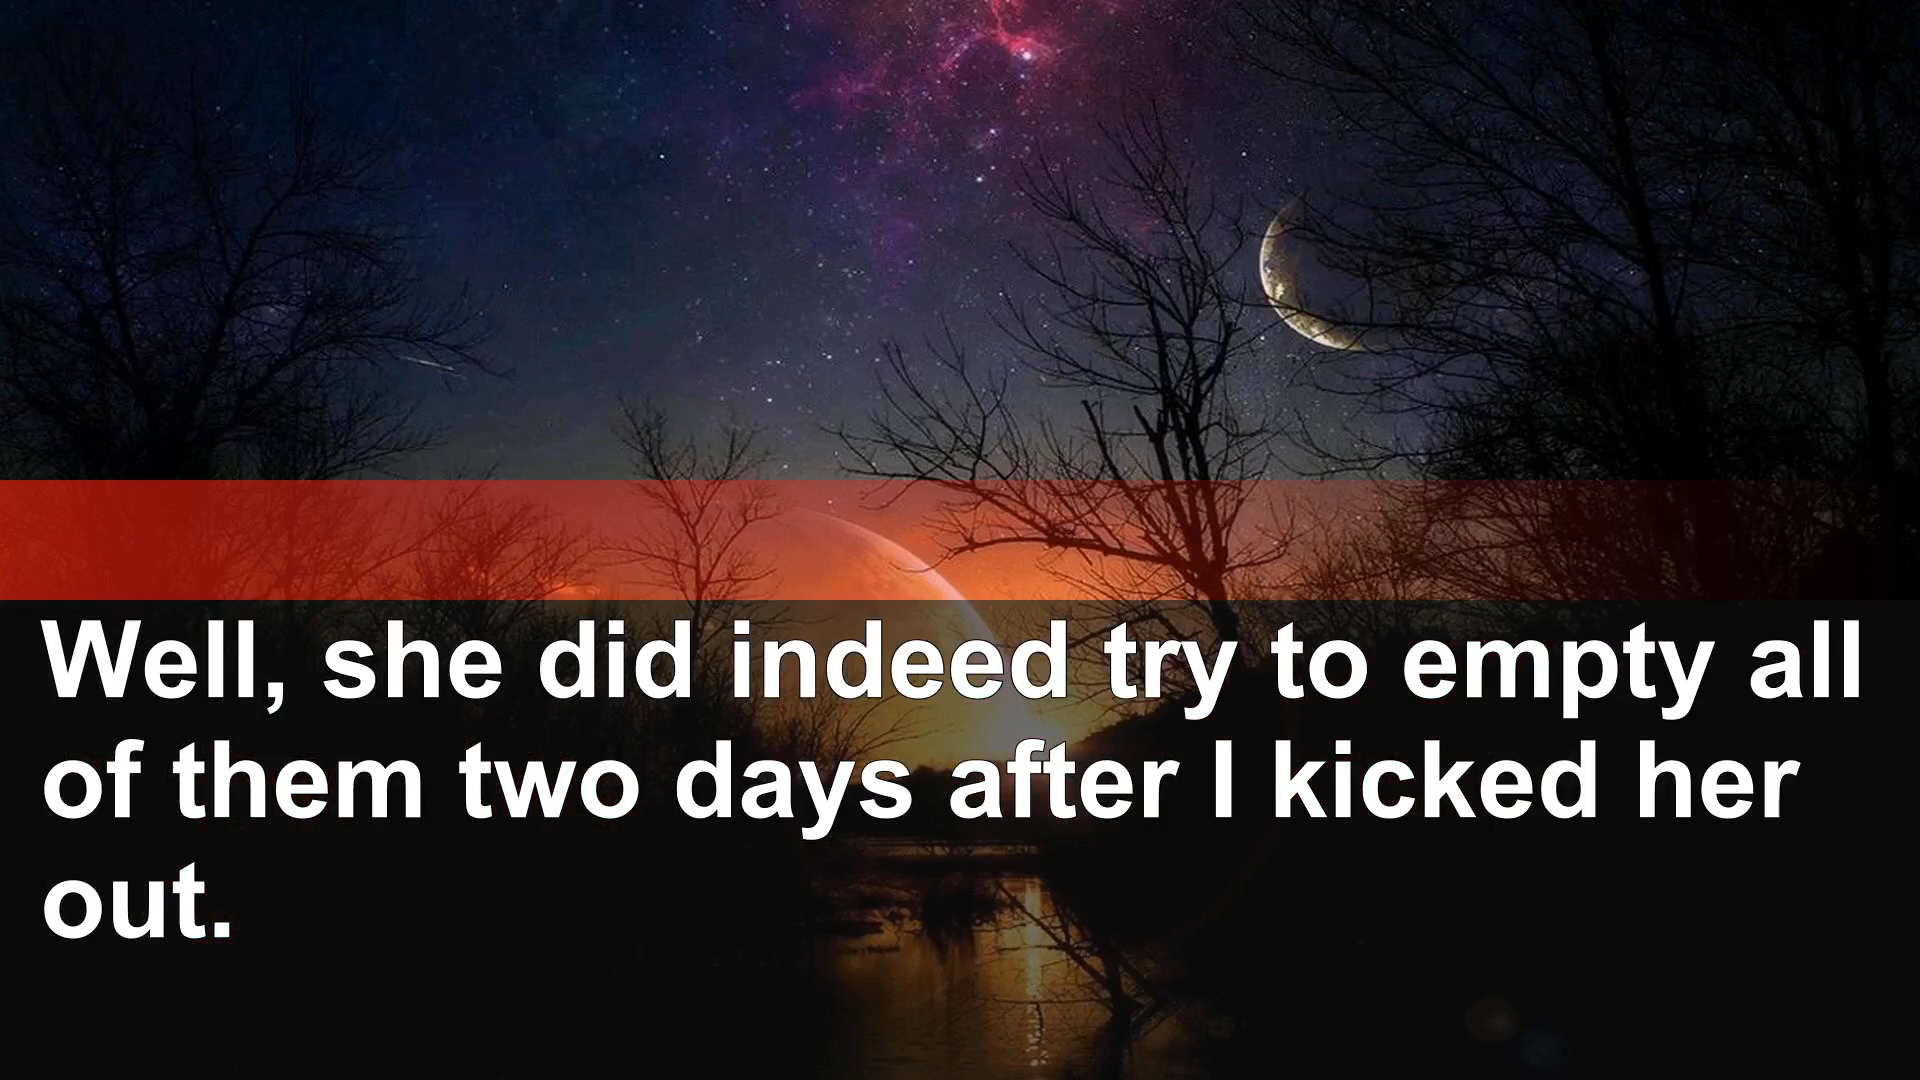 Well, she did indeed try to empty all
of them two days after I kicked her
out.